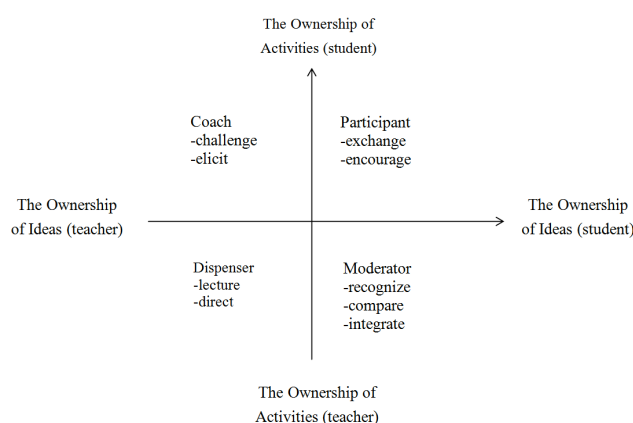 The Ownership of
Activities (student)
Coach
-challenge
-elicit
Participant
-exchange
-encourage
The Ownership
of Ideas (teacher)
The Ownership
of Ideas (student)
Dispenser
-lecture
-direct
Moderator
-recognize
-compare
-integrate
The Ownership of
Activities (teacher)